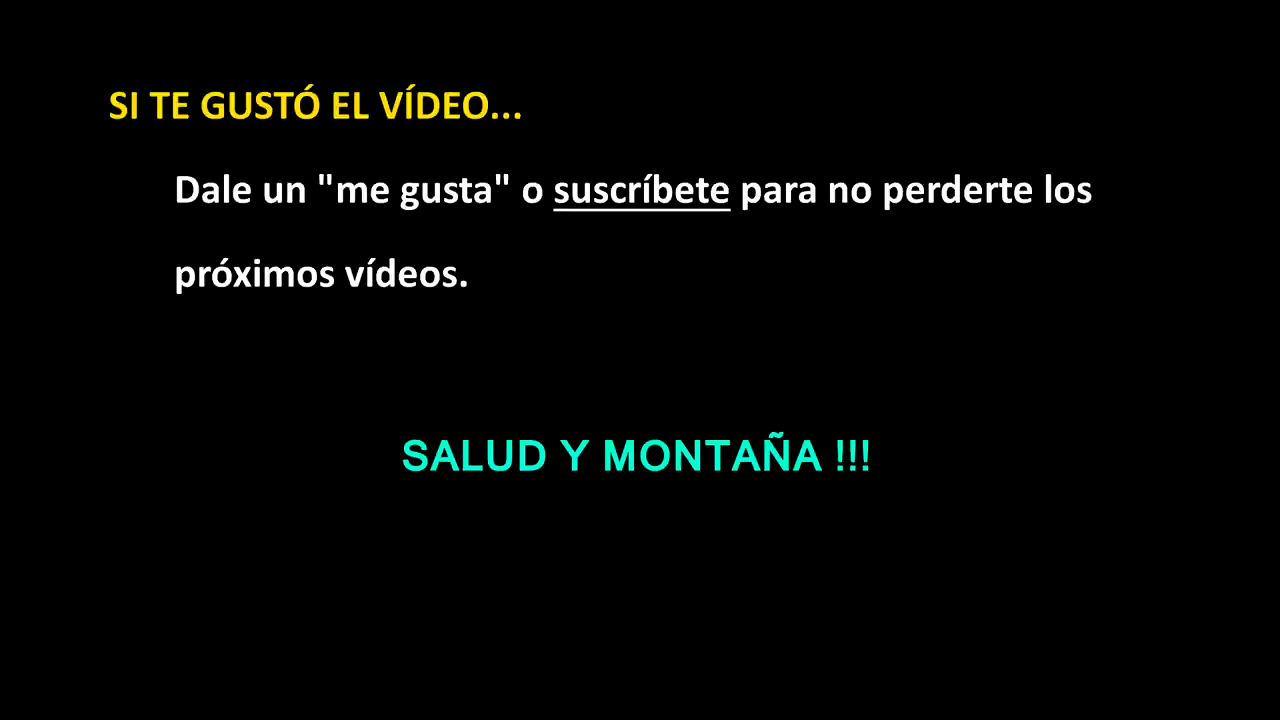 SI TE GUSTÓ EL VÍDEO...
Dale un "me gusta" o suscríbete para no perderte los
próximos vídeos.
SALUD Y MONTAÑA !!!